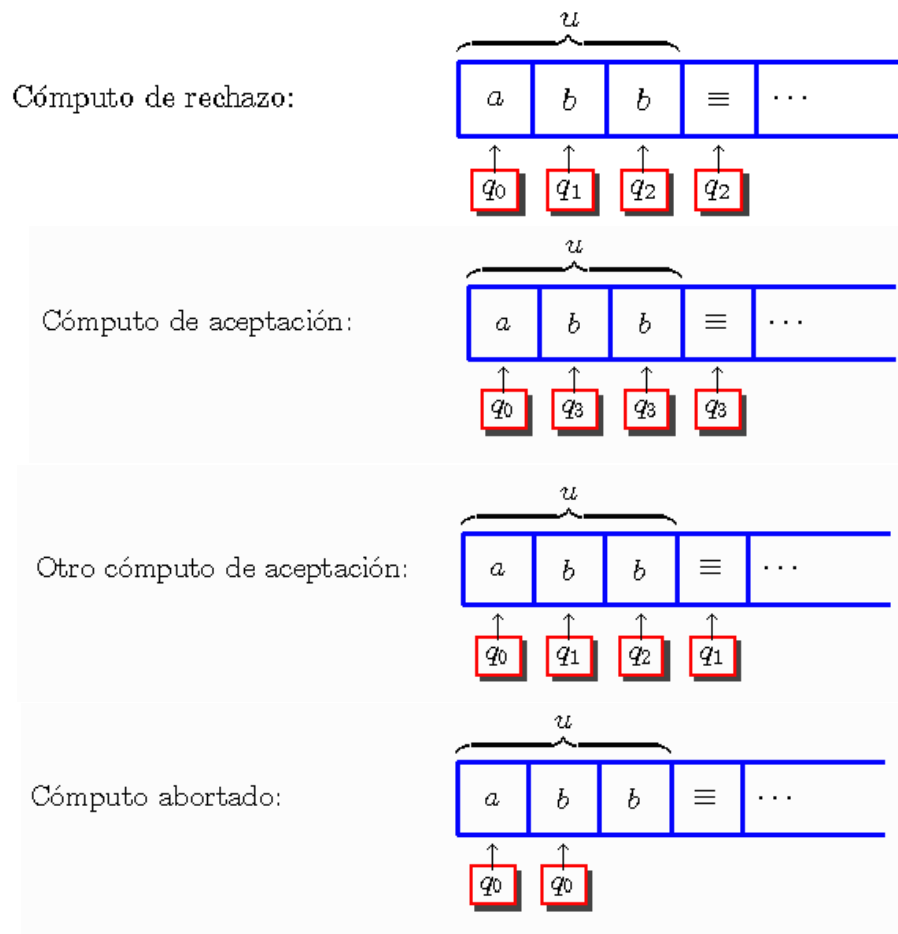 u
Cómputo de rechazo: a b b ≡ ···
q₀ q₁ q₂ q₂
u
Cómputo de aceptación: a b b ≡ ···
q₀ q₃ q₃ q₃
u
Otro cómputo de aceptación: a b b ≡ ···
q₀ q₁ q₂ q₁
u
Cómputo abortado: a b b ≡ ···
q₀ q₀